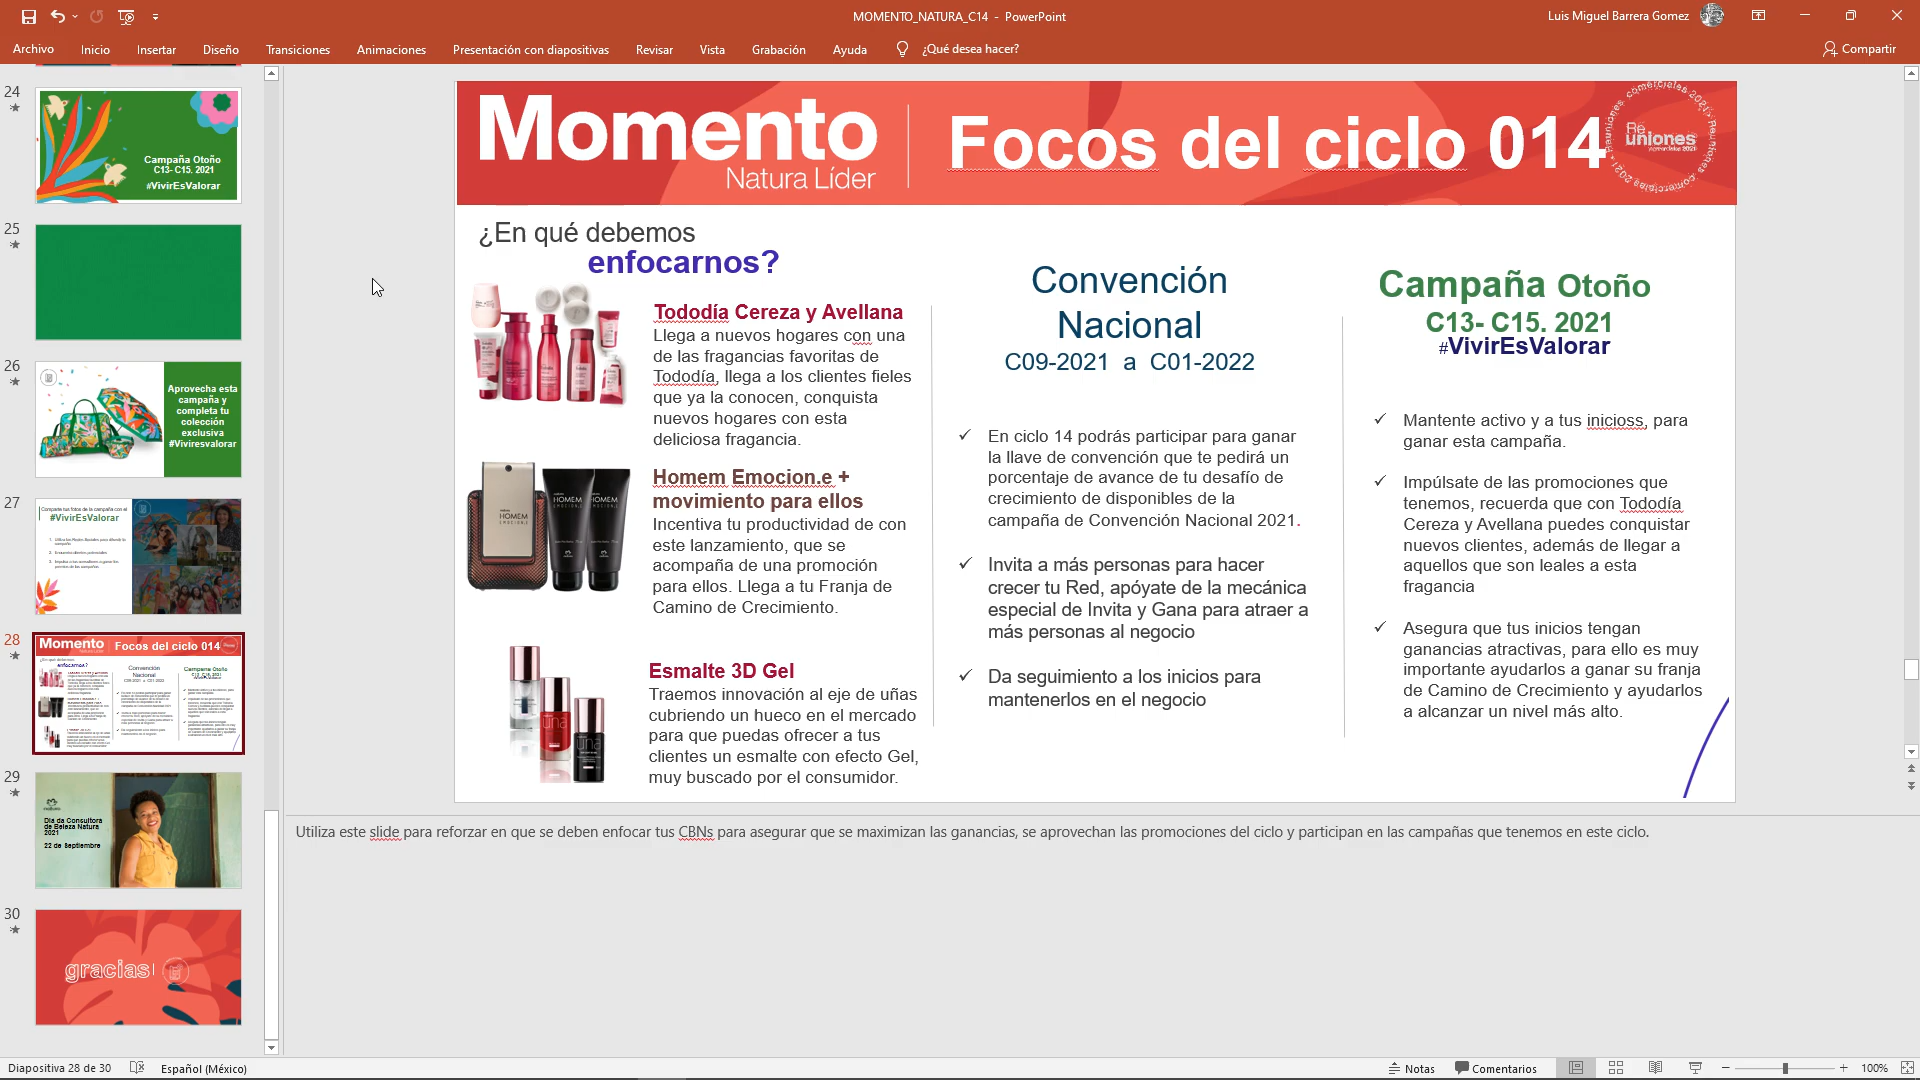 MOMENTO_NATURA_C14 - PowerPoint
Luis Miguel Barrera Gomez
Archivo Inicio Insertar Diseño Transiciones Animaciones Presentación con diapositivas Revisar Vista Grabación Ayuda ¿Qué desea hacer? Compartir
24
Campaña Otoño
C13- C15. 2021
#VivirEsValorar
25
26
Aprovecha esta
campaña y
completa tu
colección
exclusiva
#Viviresvalorar
27
#VivirEsValorar
28
Momento
Focos del ciclo 014
enfocarnos?
Convención
Nacional
Campaña Otoño
29
natura
Dia da Consultora
de Beleza Natura
2021
22 de Septiembre
30
gracias
Momento
Natura Líder
Focos del ciclo 014
Re
uniones
Reuniones comerciales 2021
¿En qué debemos
enfocarnos?
Tododía Cereza y Avellana
Llega a nuevos hogares con una
de las fragancias favoritas de
Tododía, llega a los clientes fieles
que ya la conocen, conquista
nuevos hogares con esta
deliciosa fragancia.
HOMEM
HOMEM
HOMEM
Homem Emocion.e +
movimiento para ellos
Incentiva tu productividad de con
este lanzamiento, que se
acompaña de una promoción
para ellos. Llega a tu Franja de
Camino de Crecimiento.
una
una
Esmalte 3D Gel
Traemos innovación al eje de uñas
cubriendo un hueco en el mercado
para que puedas ofrecer a tus
clientes un esmalte con efecto Gel,
muy buscado por el consumidor.
Convención
Nacional
C09-2021 a C01-2022
✓ En ciclo 14 podrás participar para ganar
la llave de convención que te pedirá un
porcentaje de avance de tu desafío de
crecimiento de disponibles de la
campaña de Convención Nacional 2021.
✓ Invita a más personas para hacer
crecer tu Red, apóyate de la mecánica
especial de Invita y Gana para atraer a
más personas al negocio
✓ Da seguimiento a los inicios para
mantenerlos en el negocio
Campaña Otoño
C13- C15. 2021
#VivirEsValorar
✓ Mantente activo y a tus inicioss, para
ganar esta campaña.
✓ Impúlsate de las promociones que
tenemos, recuerda que con Tododía
Cereza y Avellana puedes conquistar
nuevos clientes, además de llegar a
aquellos que son leales a esta
fragancia
✓ Asegura que tus inicios tengan
ganancias atractivas, para ello es muy
importante ayudarlos a ganar su franja
de Camino de Crecimiento y ayudarlos
a alcanzar un nivel más alto.
Utiliza este slide para reforzar en que se deben enfocar tus CBNs para asegurar que se maximizan las ganancias, se aprovechan las promociones del ciclo y participan en las campañas que tenemos en este ciclo.
Diapositiva 28 de 30 Español (México) Notas Comentarios 100%